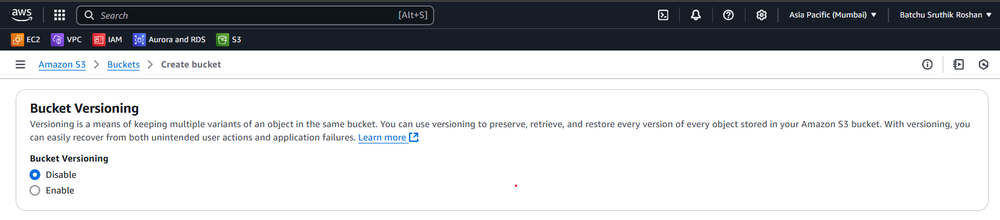 aws Search [Alt+S] Asia Pacific (Mumbai) Batchu Sruthik Roshan
EC2 VPC IAM Aurora and RDS S3
Amazon S3 Buckets Create bucket
Bucket Versioning
Versioning is a means of keeping multiple variants of an object in the same bucket. You can use versioning to preserve, retrieve, and restore every version of every object stored in your Amazon S3 bucket. With versioning, you
can easily recover from both unintended user actions and application failures. Learn more
Bucket Versioning
Disable
Enable